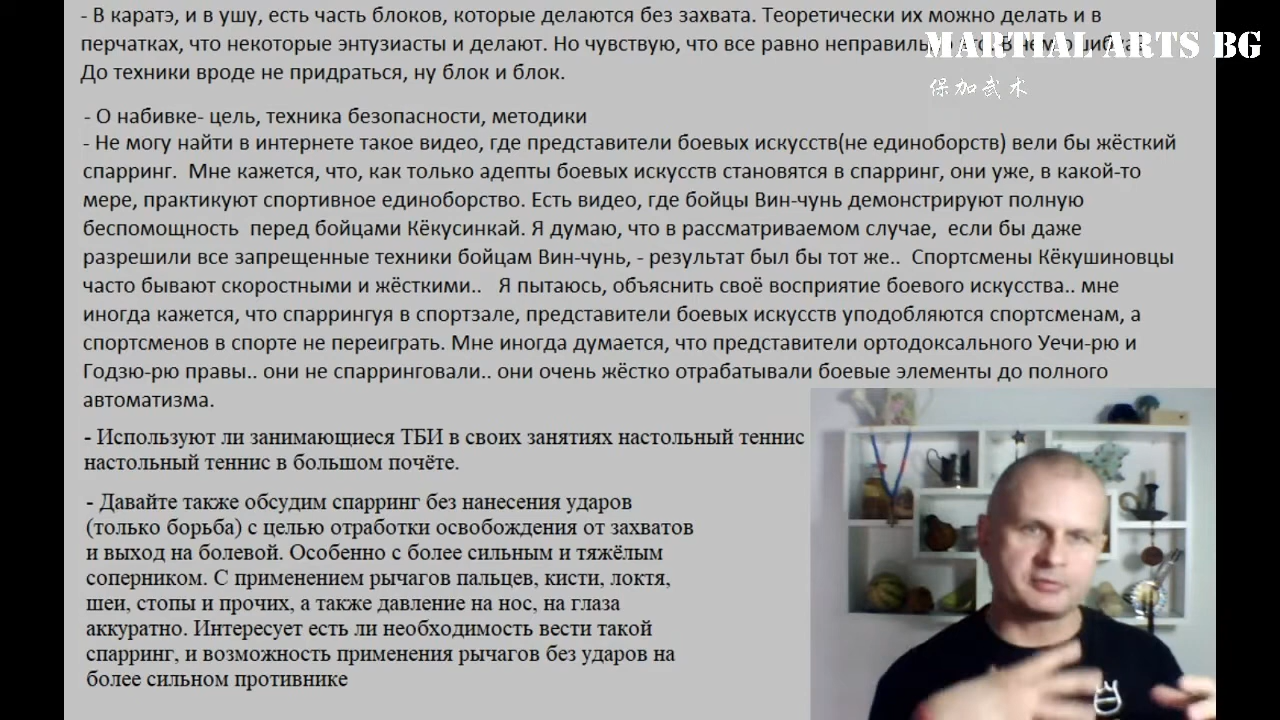 - В каратэ, и в ушу, есть часть блоков, которые делаются без захвата. Теоретически их можно делать и в
перчатках, что некоторые энтузиасты и делают. Но чувствую, что все равно
До техники вроде не придраться, ну блок и блок.
MARTIAL ARTS BG
保加武术
- О набивке- цель, техника безопасности, методики
- Не могу найти в интернете такое видео, где представители боевых искусств(не единоборств) вели бы жёсткий
спарринг. Мне кажется, что, как только адепты боевых искусств становятся в спарринг, они уже, в какой-то
мере, практикуют спортивное единоборство. Есть видео, где бойцы Вин-чунь демонстрируют полную
беспомощность перед бойцами Кёкусинкай. Я думаю, что в рассматриваемом случае, если бы даже
разрешили все запрещенные техники бойцам Вин-чунь, - результат был бы тот же.. Спортсмены Кёкушиновцы
часто бывают скоростными и жёсткими.. Я пытаюсь, объяснить своё восприятие боевого искусства.. мне
иногда кажется, что спаррингуя в спортзале, представители боевых искусств уподобляются спортсменам, а
спортсменов в спорте не переиграть. Мне иногда думается, что представители ортодоксального Уечи-рю и
Годзю-рю правы.. они не спарринговали.. они очень жёстко отрабатывали боевые элементы до полного
автоматизма.
- Используют ли занимающиеся ТБИ в своих занятиях настольный теннис
настольный теннис в большом почёте.
- Давайте также обсудим спарринг без нанесения ударов
(только борьба) с целью отработки освобождения от захватов
и выход на болевой. Особенно с более сильным и тяжёлым
соперником. С применением рычагов пальцев, кисти, локтя,
шеи, стопы и прочих, а также давление на нос, на глаза
аккуратно. Интересует есть ли необходимость вести такой
спарринг, и возможность применения рычагов без ударов на
более сильном противнике